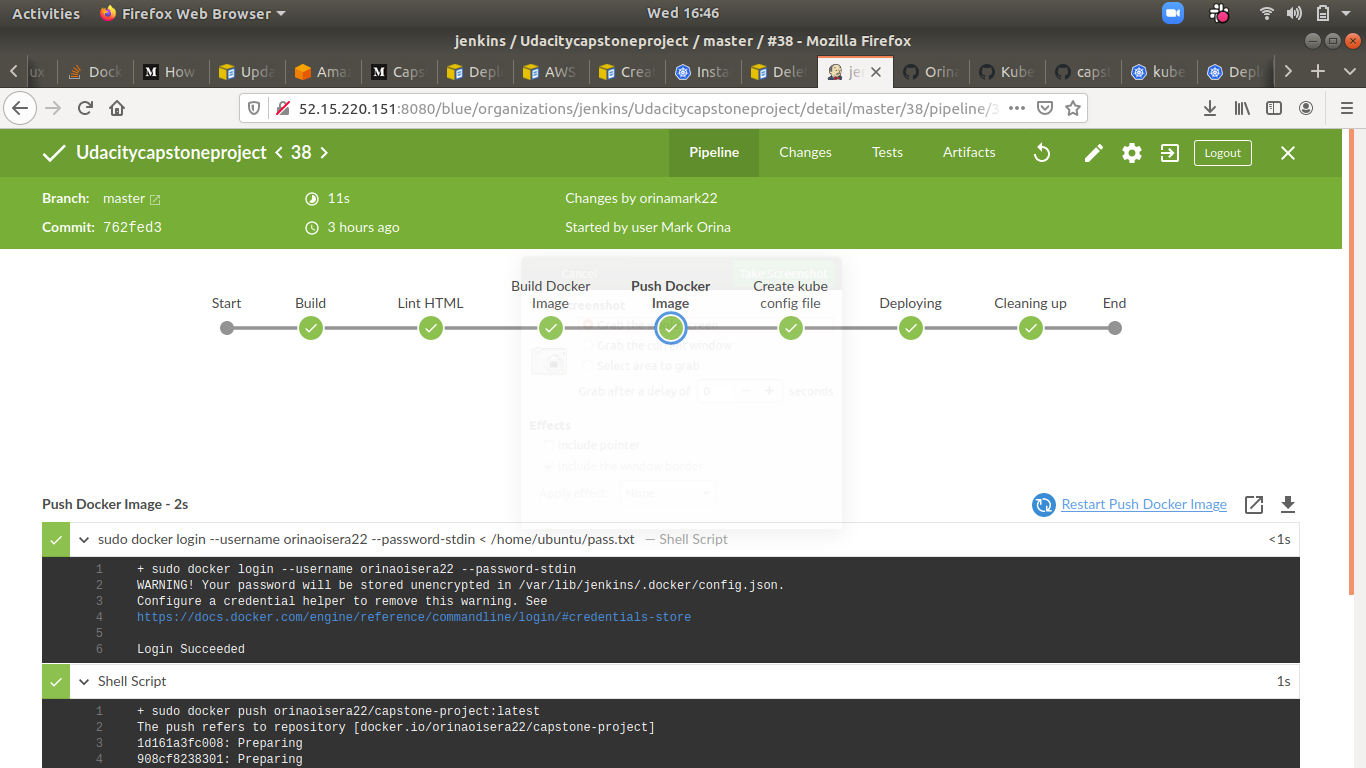 Activities Firefox Web Browser Wed 16:46
jenkins / Udacitycapstoneproject / master / #38 - Mozilla Firefox
ux Dock How Upda Ama Caps Depl AWS Crea Insta Delet je Orina Kube caps kube Depl
52.15.220.151:8080/blue/organizations/jenkins/Udacitycapstoneproject/detail/master/38/pipeline/3
Udacitycapstoneproject < 38 > Pipeline Changes Tests Artifacts Logout
Branch: master 11s Changes by orinamark22
Commit: 762fed3 3 hours ago Started by user Mark Orina
Cancel Take Screenshot
Start Build Lint HTML Build Docker Image Push Docker Image Create kube config file Deploying Cleaning up End
Grab the current window
Select area to grab
Grab after a delay of 0 − + seconds
Effects
Include pointer
Include the window border
Apply effect: None
Push Docker Image - 2s Restart Push Docker Image
sudo docker login --username orinaoisera22 --password-stdin < /home/ubuntu/pass.txt — Shell Script <1s
1 + sudo docker login --username orinaoisera22 --password-stdin
2 WARNING! Your password will be stored unencrypted in /var/lib/jenkins/.docker/config.json.
3 Configure a credential helper to remove this warning. See
4 https://docs.docker.com/engine/reference/commandline/login/#credentials-store
5
6 Login Succeeded
Shell Script 1s
1 + sudo docker push orinaoisera22/capstone-project:latest
2 The push refers to repository [docker.io/orinaoisera22/capstone-project]
3 1d161a3fc008: Preparing
4 908cf8238301: Preparing